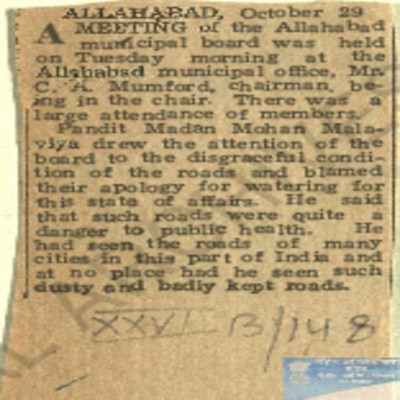 ALLAHABAD, October 29
A MEETING of the Allahabad
municipal board was held
on Tuesday morning at the
Allahabad municipal office, Mr.
C. A. Mumford, chairman, be-
ing in the chair. There was a
large attendance of members.
Pandit Madan Mohan Mala-
viya drew the attention of the
board to the disgraceful condi-
tion of the roads and blamed
their apology for watering for
this state of affairs. He said
that such roads were quite a
danger to public health. He
had seen the roads of many
cities in this part of India and
at no place had he seen such
dusty and badly kept roads.
XXVI B/148